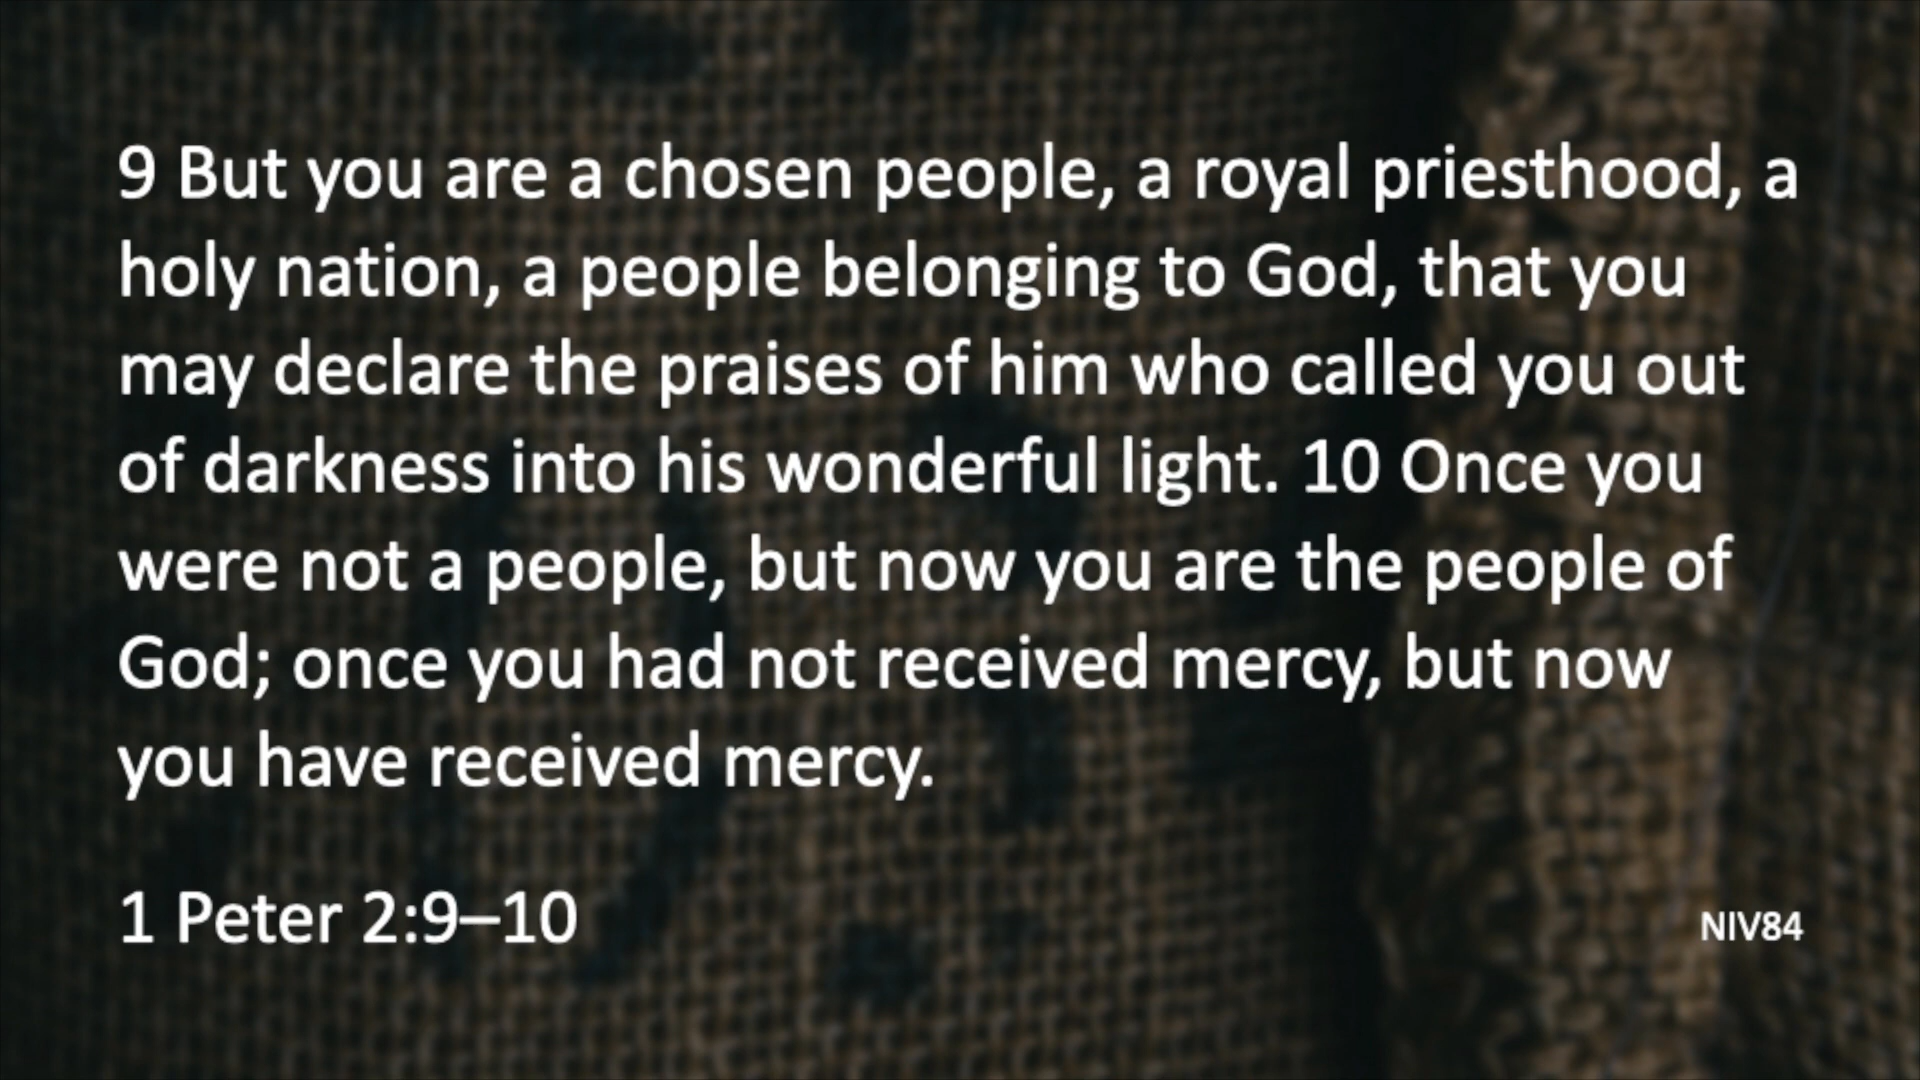 9 But you are a chosen people, a royal priesthood, a
holy nation, a people belonging to God, that you
may declare the praises of him who called you out
of darkness into his wonderful light. 10 Once you
were not a people, but now you are the people of
God; once you had not received mercy, but now
you have received mercy.
1 Peter 2:9–10
NIV84